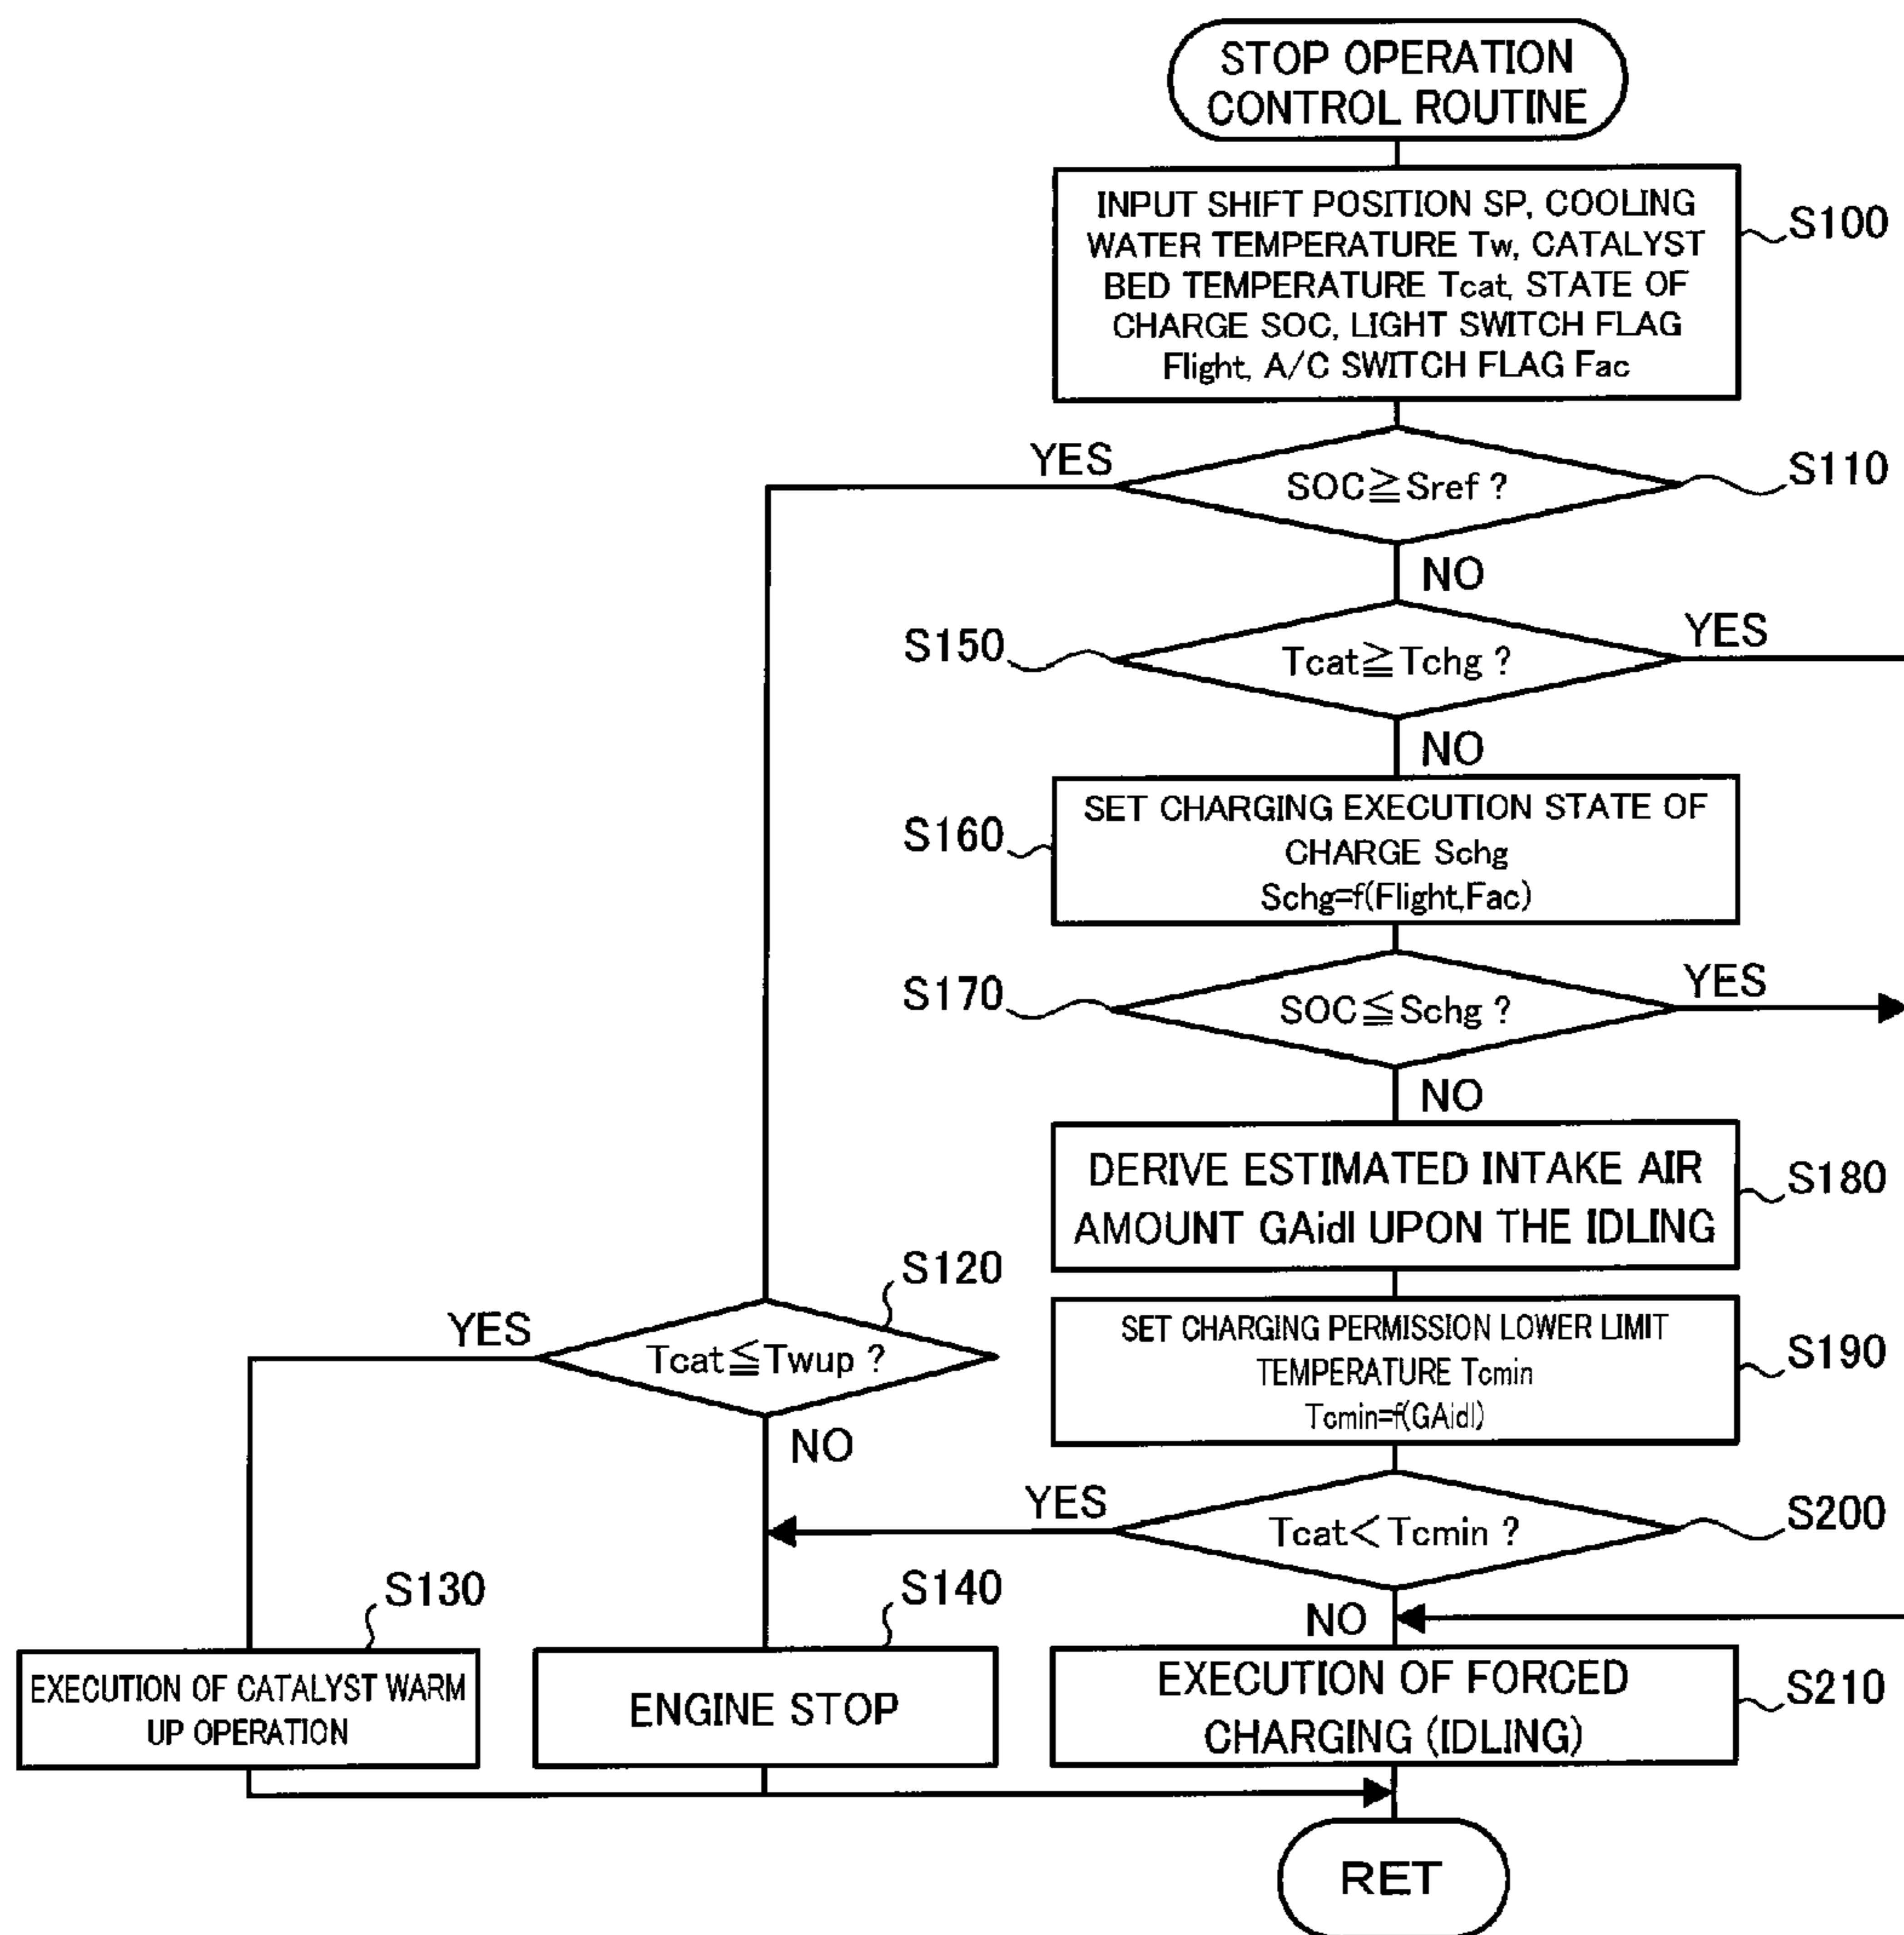 STOP OPERATION
CONTROL ROUTINE
INPUT SHIFT POSITION SP, COOLING
WATER TEMPERATURE Tw, CATALYST
BED TEMPERATURE Tcat, STATE OF
CHARGE SOC, LIGHT SWITCH FLAG
Flight, A/C SWITCH FLAG Fac
S100
YES
SOC≧Sref ?
S110
NO
S150
Tcat≧Tchg ?
YES
NO
S160
SET CHARGING EXECUTION STATE OF
CHARGE Schg
Schg=f(Flight,Fac)
S170
SOC≦Schg ?
YES
NO
DERIVE ESTIMATED INTAKE AIR
AMOUNT GAidl UPON THE IDLING
S180
S120
YES
Tcat≦Twup ?
NO
SET CHARGING PERMISSION LOWER LIMIT
TEMPERATURE Tcmin
Tcmin=f(GAidl)
S190
YES
Tcat<Tcmin ?
S200
NO
S130
EXECUTION OF CATALYST WARM
UP OPERATION
S140
ENGINE STOP
EXECUTION OF FORCED
CHARGING (IDLING)
S210
RET